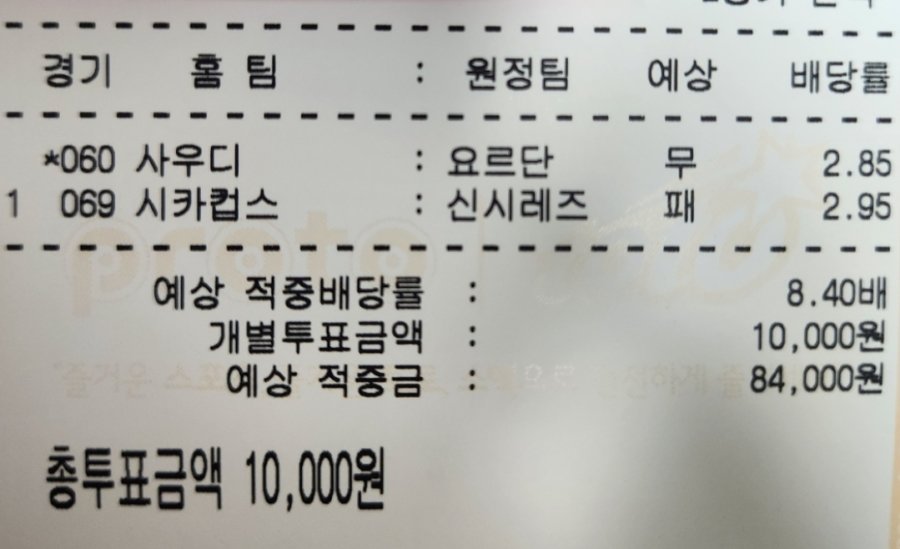 경기 홈 팀 : 원정팀 예상 배당률
*060 사우디 : 요르단 무 2.85
1 069 시카컵스 : 신시레즈 패 2.95
예상 적중배당률 : 8.40배
개별투표금액 : 10,000원
예상 적중금 : 84,000원
총투표금액 10,000원
proto